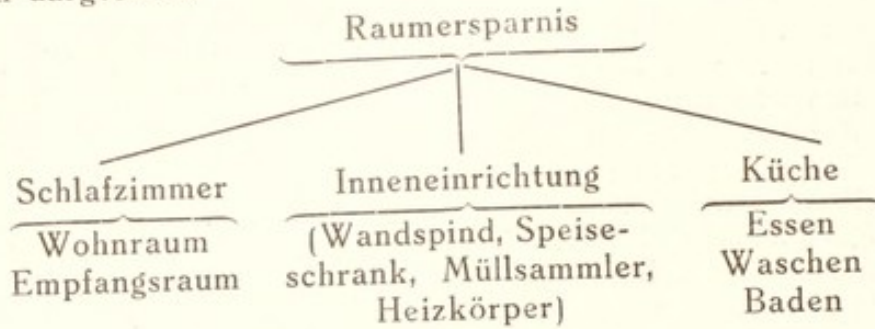 Raumersparnis
Schlafzimmer
Wohnraum
Empfangsraum
Inneneinrichtung
(Wandspind, Speise-
schrank, Müllsammler,
Heizkörper)
Küche
Essen
Waschen
Baden